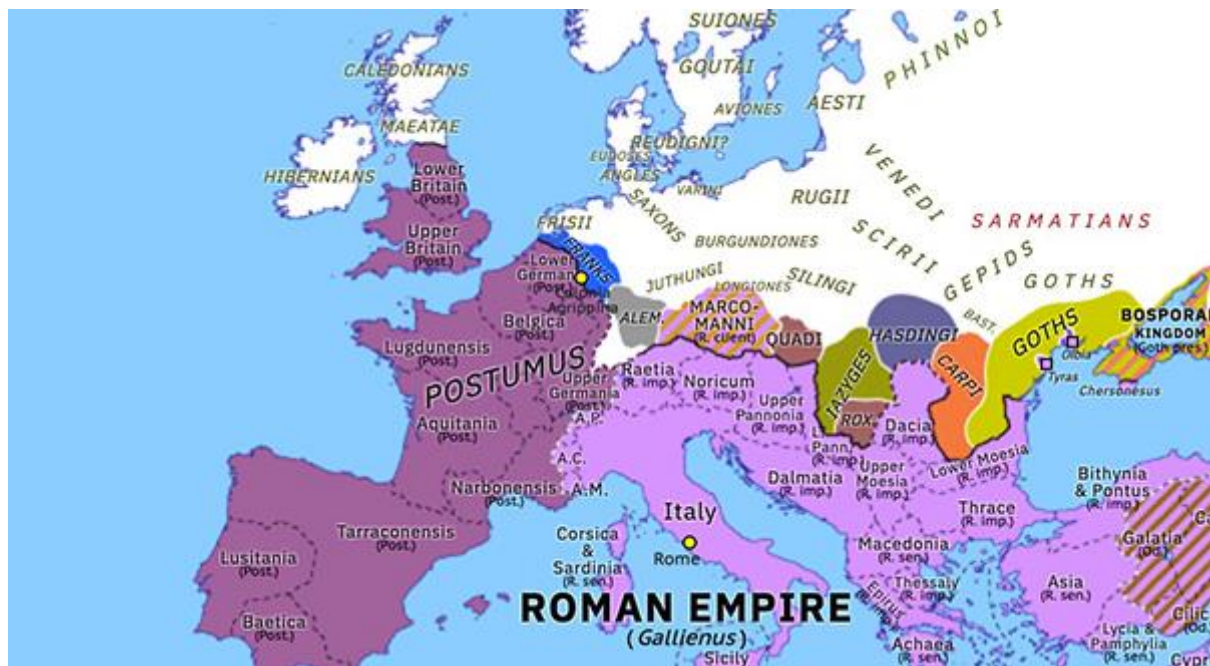 SUIONES
PHINNOI
CALEDONIANS
GOUTAI
AVIONES
AESTI
MAEATAE
REUDIGNI?
EUDOSES
HIBERNIANS
ANGLES
VARINI
VENEDI
Lower
Britain
(Post.)
RUGII
SAXONS
FRISII
SARMATIANS
Upper
Britain
(Post.)
BURGUNDIONES
SCIRII
FRANKS
Lower
German
(Post.)
Colonia
Agrippina
JUTHUNGI
LONGIONES
SILINGI
GEPIDS
GOTHS
Belgica
(Post.)
ALEM.
MARCO-
MANNI
(R. client)
QUADI
HASDINGI
BAST.
GOTHS
BOSPORAN
KINGDOM
(Goth pres.)
Olbia
Tyras
Chersonesus
Lugdunensis
(Post.)
POSTUMUS
Upper
Germania
(Post.)
Raetia
(R. imp.)
Noricum
(R. imp.)
IAZYGES
CARPI
Upper
Pannonia
(R. imp.)
ROX.
Dacia
(R. imp.)
Aquitania
(Post.)
A.P.
A.C.
A.M.
L.
Pann.
(R. imp.)
Upper
Moesia
(R. imp.)
Lower Moesia
(R. imp.)
Dalmatia
(R. imp.)
Bithynia
& Pontus
(R. imp.)
Narbonensis
(Post.)
Italy
Thrace
(R. imp.)
Tarraconensis
(Post.)
Corsica
&
Sardinia
(R. sen.)
Rome
Macedonia
(R. sen.)
Galatia
(Od.)
Ca
Lusitania
(Post.)
Thessaly
(R. imp.)
Epirus
(R. imp.)
Asia
(R. sen.)
Baetica
(Post.)
ROMAN EMPIRE
(Gallienus)
Achaea
(R. sen.)
Lycia &
Pamphylia
(R. sen.)
Cilic
(Od.)
Sicily
Cypr